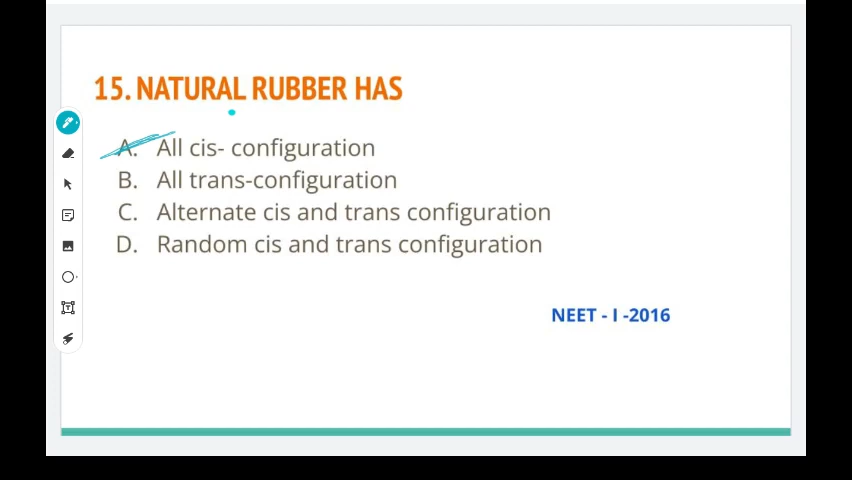 15. NATURAL RUBBER HAS
A. All cis- configuration
B. All trans-configuration
C. Alternate cis and trans configuration
D. Random cis and trans configuration
NEET - I -2016